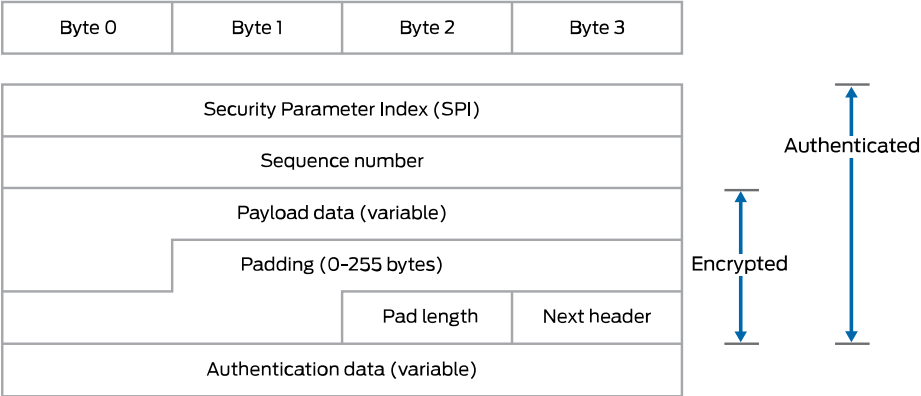 Byte 0 Byte 1 Byte 2 Byte 3
Security Parameter Index (SPI)
Authenticated
Sequence number
Payload data (variable)
Padding (0-255 bytes)
Encrypted
Pad length Next header
Authentication data (variable)